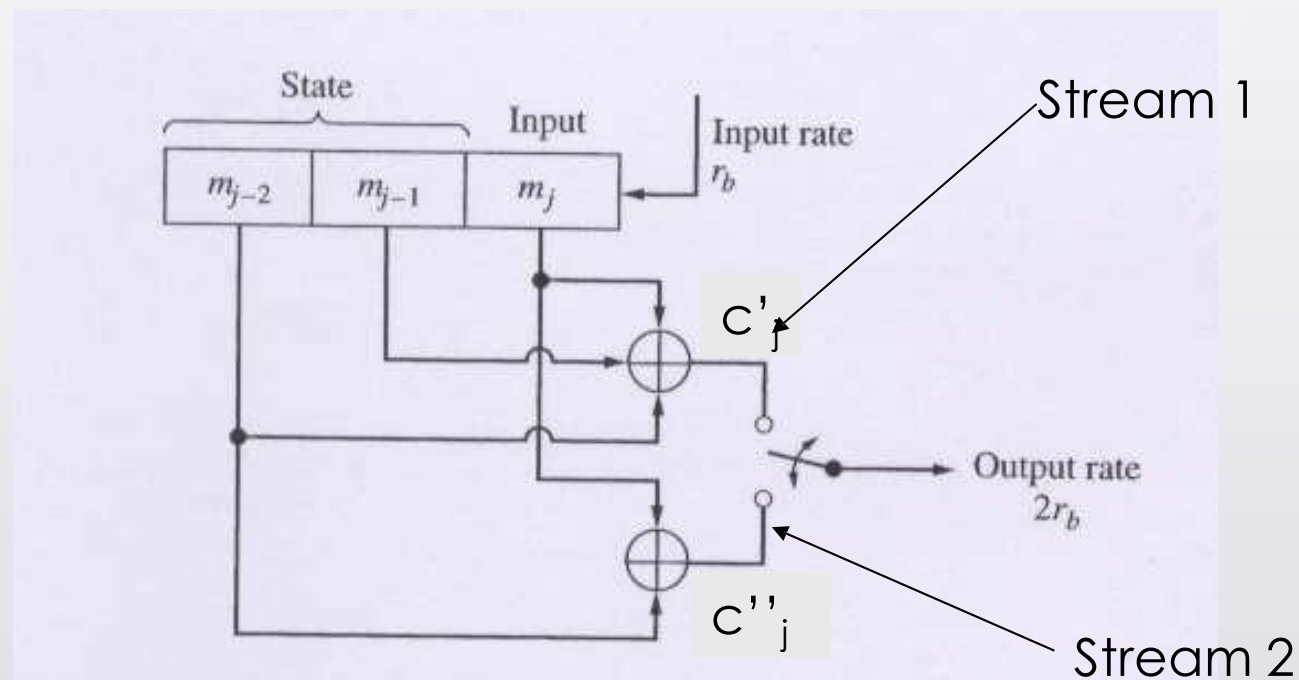 State
Stream 1
Input
Input rate
r_b
m_{j-2} m_{j-1} m_j
c'_j
Output rate
2r_b
c''_j
Stream 2